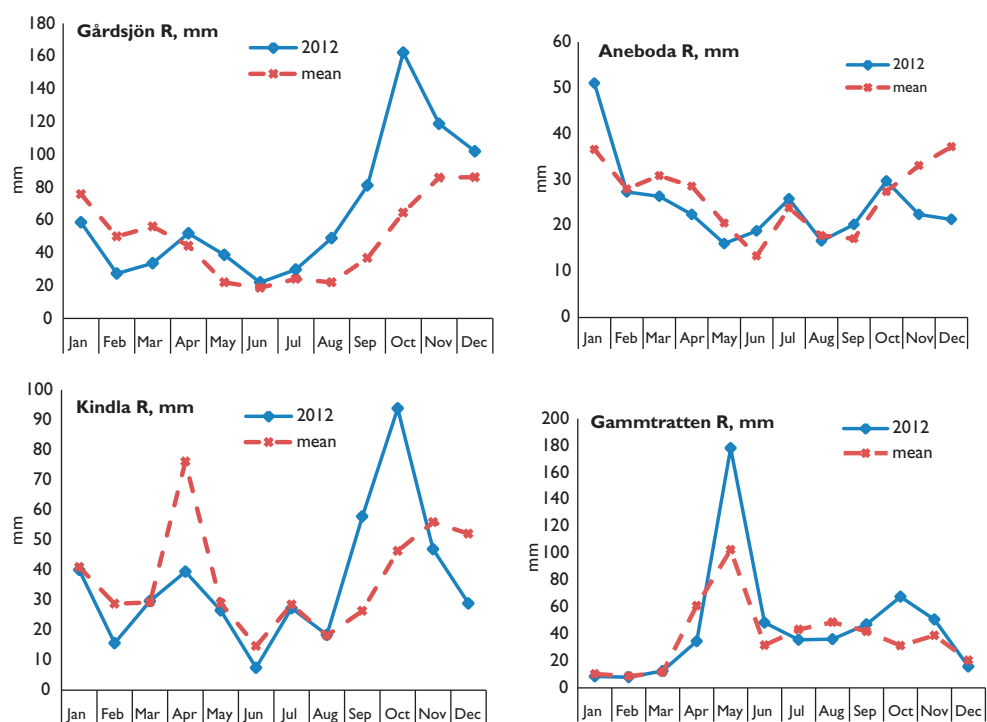 Gårdsjön R, mm
2012
mean
mm
180
160
140
120
100
80
60
40
20
0
Jan Feb Mar Apr May Jun Jul Aug Sep Oct Nov Dec
Aneboda R, mm
2012
mean
mm
60
50
40
30
20
10
0
Jan Feb Mar Apr May Jun Jul Aug Sep Oct Nov Dec
Kindla R, mm
2012
mean
mm
100
90
80
70
60
50
40
30
20
10
0
Jan Feb Mar Apr May Jun Jul Aug Sep Oct Nov Dec
Gammtratten R, mm
2012
mean
mm
200
180
160
140
120
100
80
60
40
20
0
Jan Feb Mar Apr May Jun Jul Aug Sep Oct Nov Dec